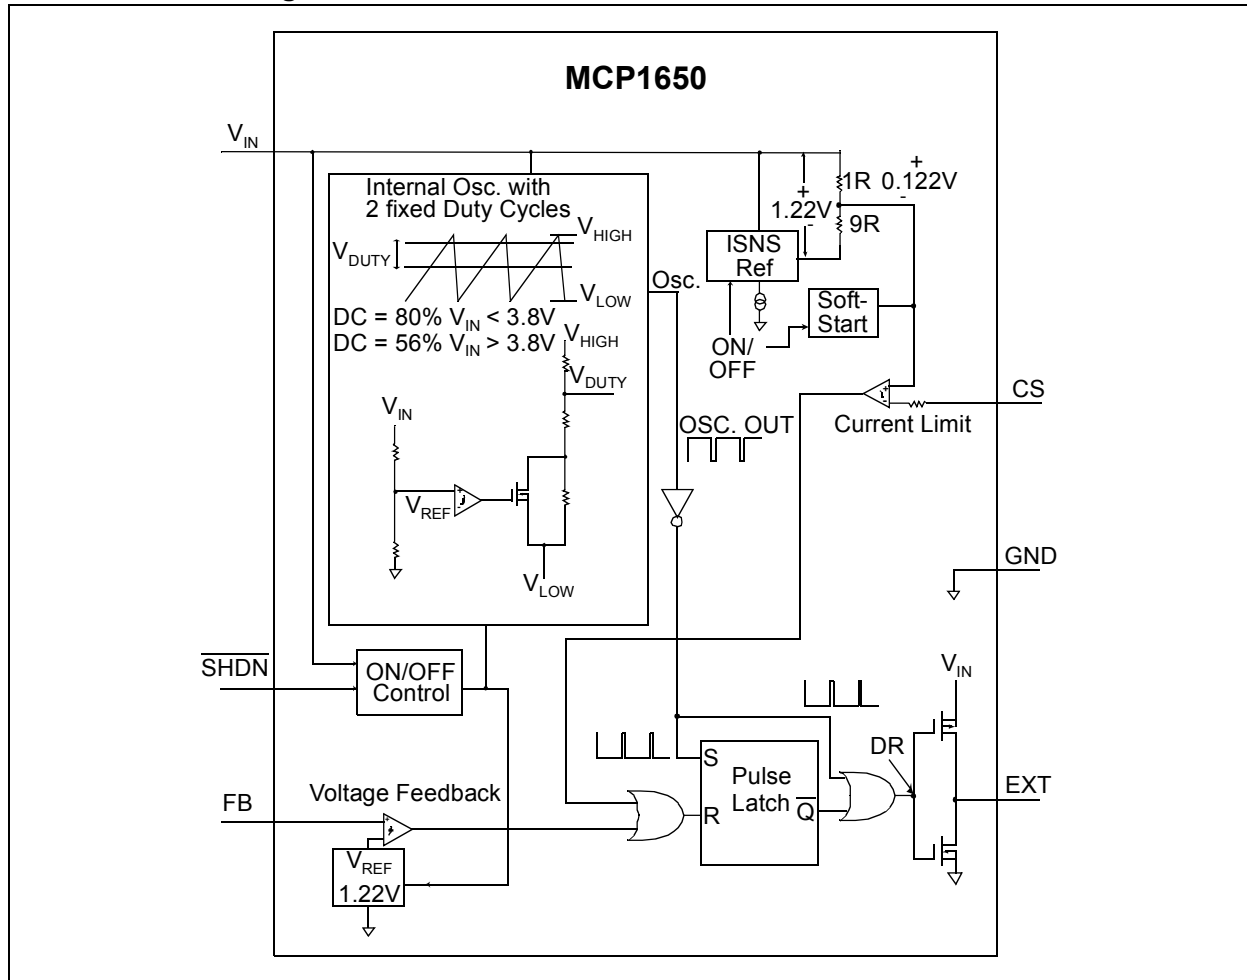 MCP1650
V_IN
Internal Osc. with
2 fixed Duty Cycles
V_HIGH
V_DUTY
V_LOW
DC = 80% V_IN < 3.8V
DC = 56% V_IN > 3.8V
V_HIGH
V_DUTY
V_IN
V_REF
+
-
V_LOW
Osc.
+
1R 0.122V
-
+
1.22V
-
9R
ISNS
Ref
Soft-
Start
ON/
OFF
+
-
CS
Current Limit
OSC. OUT
GND
SHDN
ON/OFF
Control
V_IN
DR
S
Pulse
Latch
R
Q
EXT
Voltage Feedback
FB
+
-
V_REF
1.22V